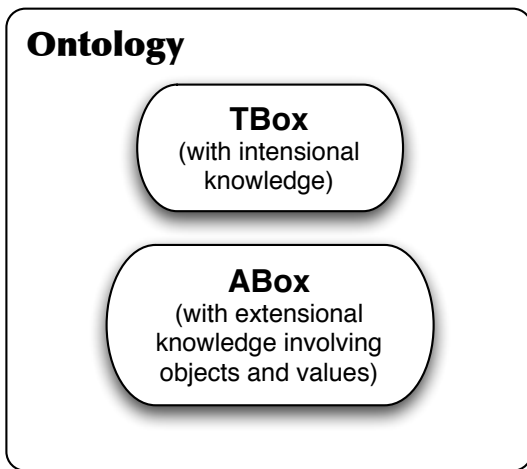 Ontology
TBox
(with intensional
knowledge)
ABox
(with extensional
knowledge involving
objects and values)